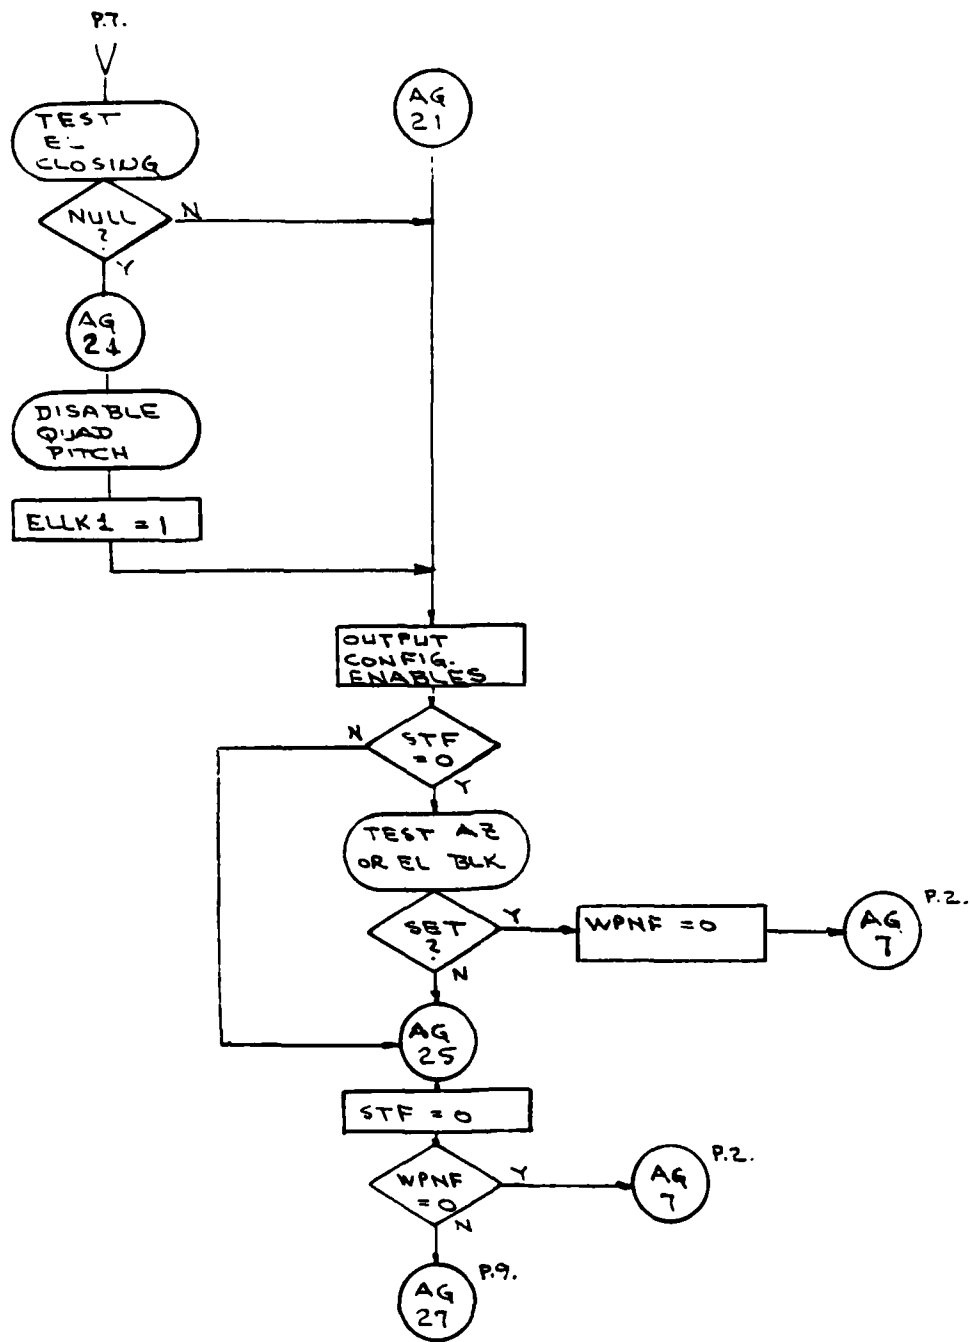 P.7.
TEST
EL
CLOSING
NULL
?
N
Y
AG
21
AG
21
DISABLE
QUAD
PITCH
ELLK1 = 1
OUTPUT
CONFIG.
ENABLES
STF
= 0
N
Y
TEST AZ
OR EL BLK
SET
?
Y
N
WPNF = 0
AG
7
P.2.
AG
25
STF = 0
WPNF
= 0
Y
N
AG
7
P.2.
AG
27
P.9.